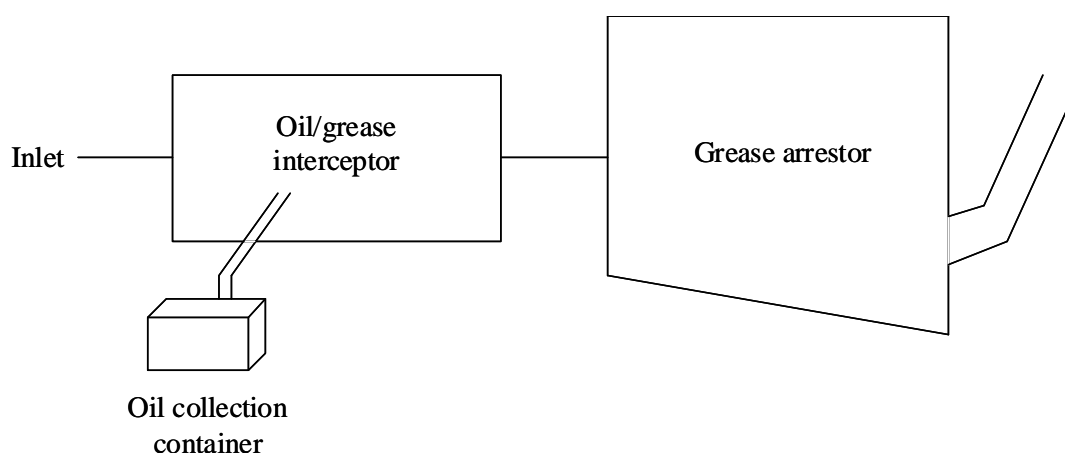 Inlet
Oil/grease
interceptor
Grease arrestor
Oil collection
container